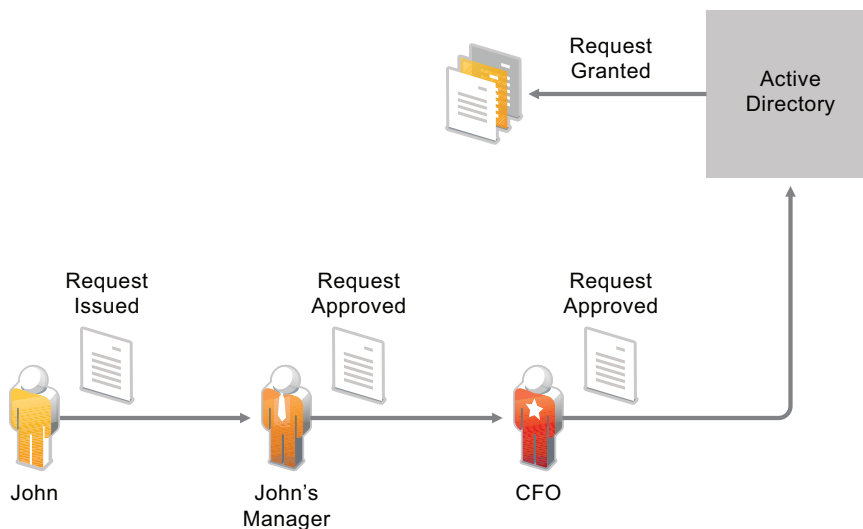 Request
Granted
Active
Directory
Request
Issued
Request
Approved
Request
Approved
John
John's
Manager
CFO